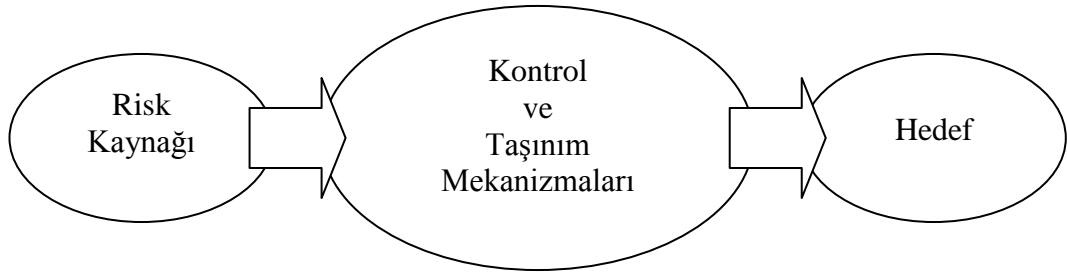 Risk
Kaynağı
Kontrol
ve
Taşınım
Mekanizmaları
Hedef